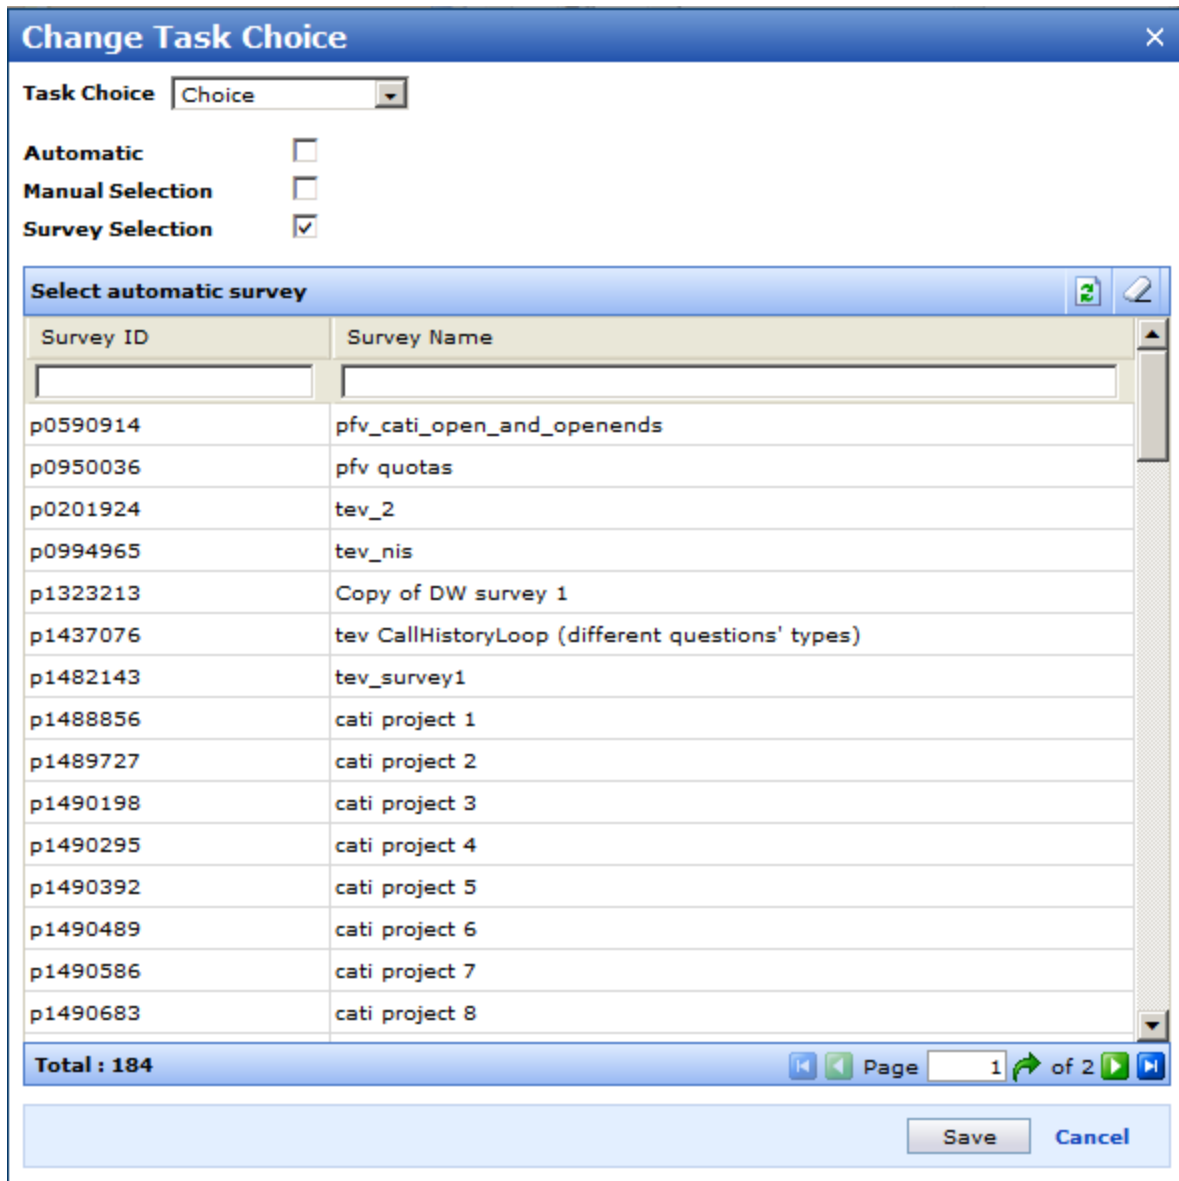 Change Task Choice
Task Choice Choice
Automatic
Manual Selection
Survey Selection
Select automatic survey
Survey ID Survey Name
p0590914 pfv_cati_open_and_openends
p0950036 pfv quotas
p0201924 tev_2
p0994965 tev_nis
p1323213 Copy of DW survey 1
p1437076 tev CallHistoryLoop (different questions' types)
p1482143 tev_survey1
p1488856 cati project 1
p1489727 cati project 2
p1490198 cati project 3
p1490295 cati project 4
p1490392 cati project 5
p1490489 cati project 6
p1490586 cati project 7
p1490683 cati project 8
Total : 184 Page 1 of 2
Save Cancel